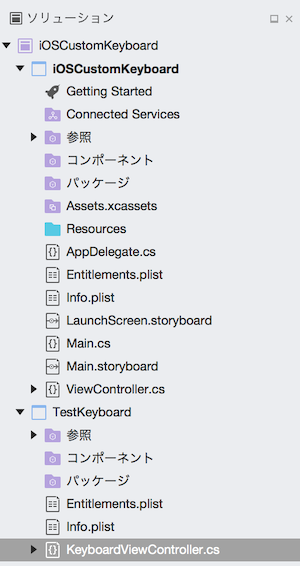 ソリューション
iOSCustomKeyboard
iOSCustomKeyboard
Getting Started
Connected Services
参照
コンポーネント
パッケージ
Assets.xcassets
Resources
AppDelegate.cs
Entitlements.plist
Info.plist
LaunchScreen.storyboard
Main.cs
Main.storyboard
ViewController.cs
TestKeyboard
参照
コンポーネント
パッケージ
Entitlements.plist
Info.plist
KeyboardViewController.cs